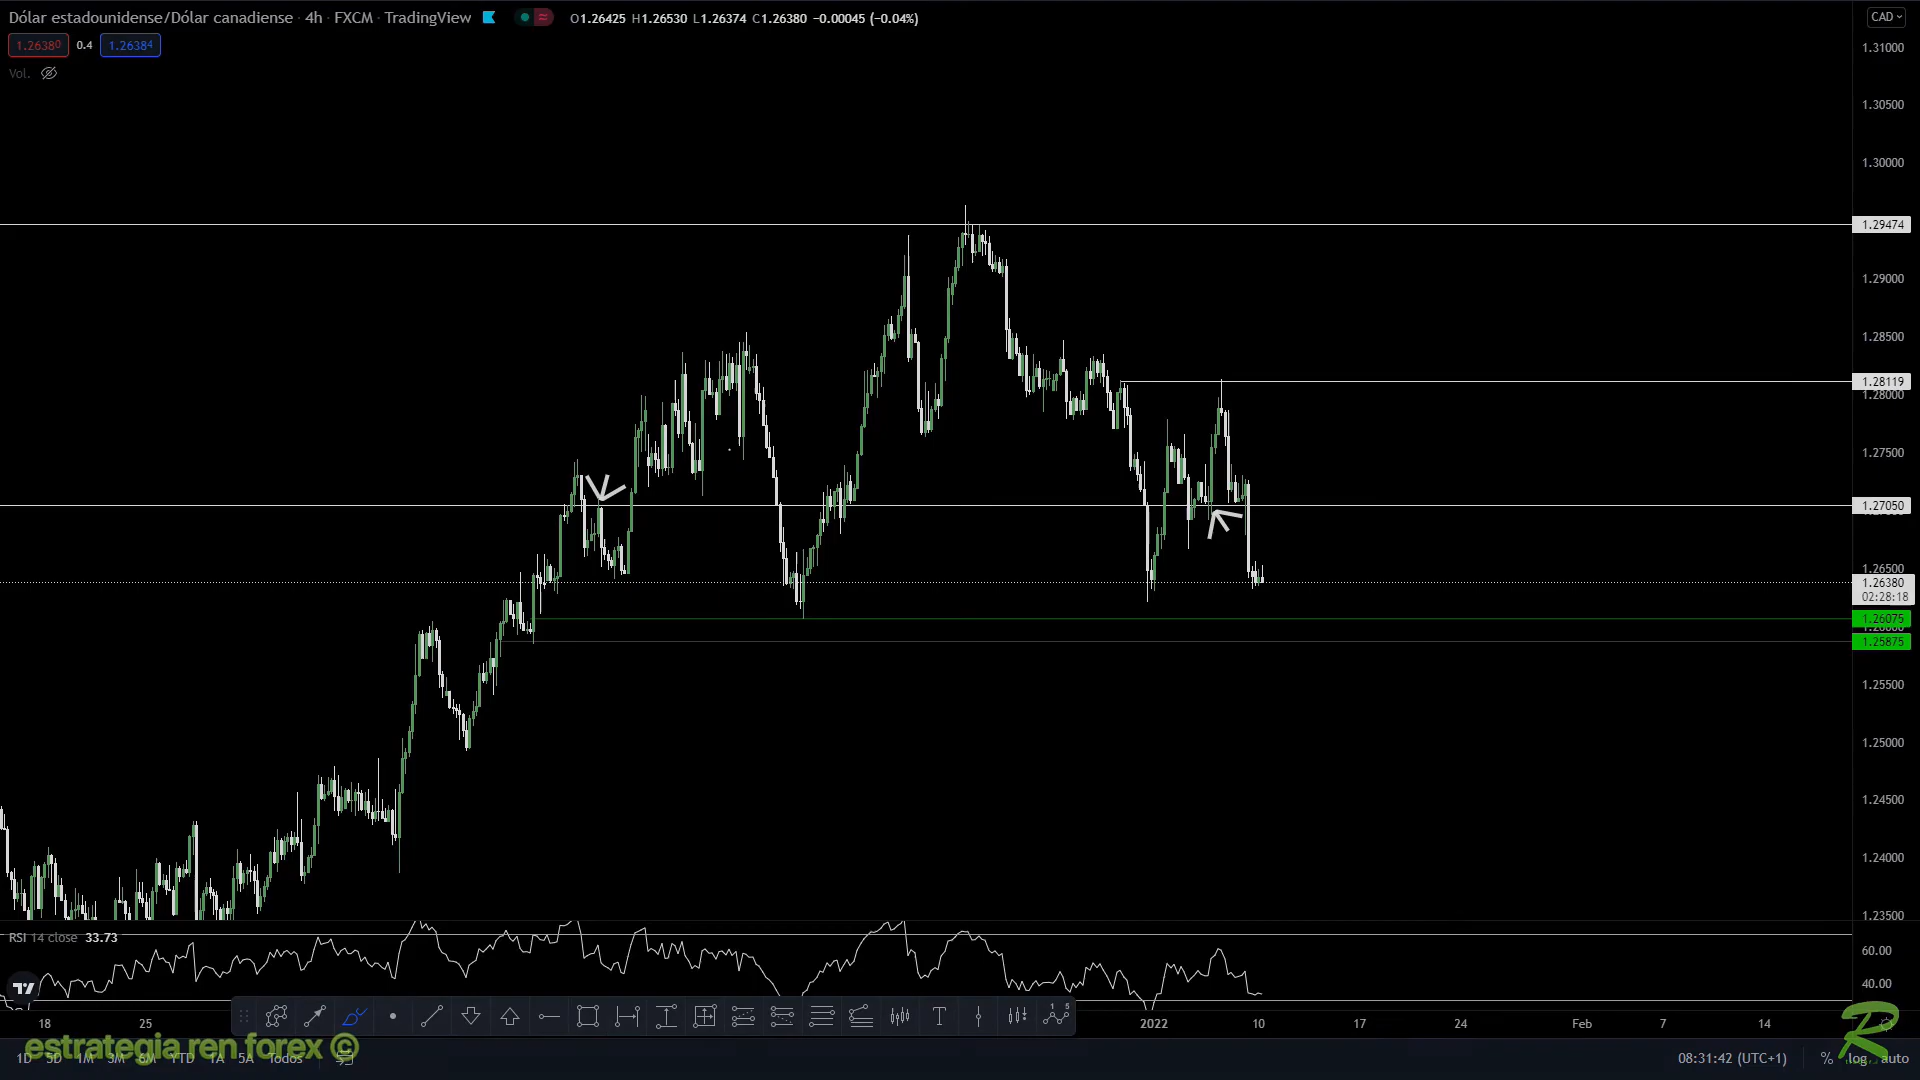 Dólar estadounidense/Dólar canadiense · 4h · FXCM · TradingView O1.26425 H1.26530 L1.26374 C1.26380 −0.00045 (−0.04%)
CAD
1.26380 0.4 1.26384
Vol.
1.31000
1.30500
1.30000
1.29474
1.29000
1.28500
1.28119
1.28000
1.27500
1.27050
1.26500
1.26380
02:28:18
1.26075
1.26000
1.25875
1.25500
1.25000
1.24500
1.24000
1.23500
RSI 14 close 33.73
60.00
40.00
T
1 5
18 25 2022 10 17 24 Feb 7 14
estrategia ren forex ©
R
1D 5D 1M 3M 6M YTD 1A 5A Todos 08:31:42 (UTC+1) % log auto